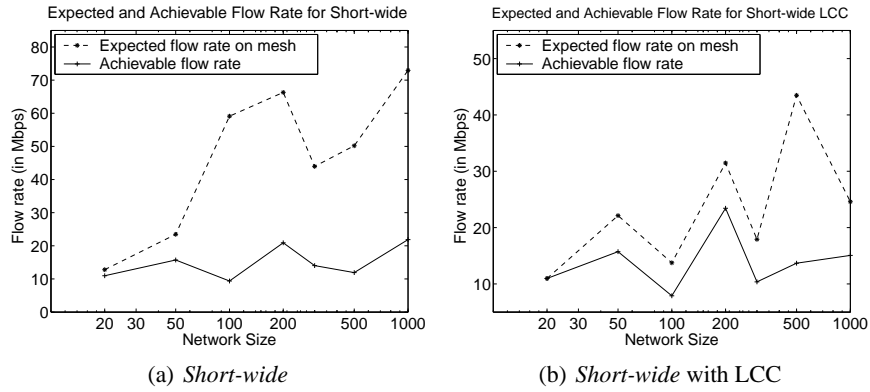 Expected and Achievable Flow Rate for Short-wide
85
80
70
60
50
40
30
20
10
0
Flow rate (in Mbps)
Expected flow rate on mesh
Achievable flow rate
20 30 50 100 200 300 500 1000
Network Size
(a) Short-wide
Expected and Achievable Flow Rate for Short-wide LCC
50
40
30
20
10
Flow rate (in Mbps)
Expected flow rate on mesh
Achievable flow rate
20 30 50 100 200 300 500 1000
Network Size
(b) Short-wide with LCC